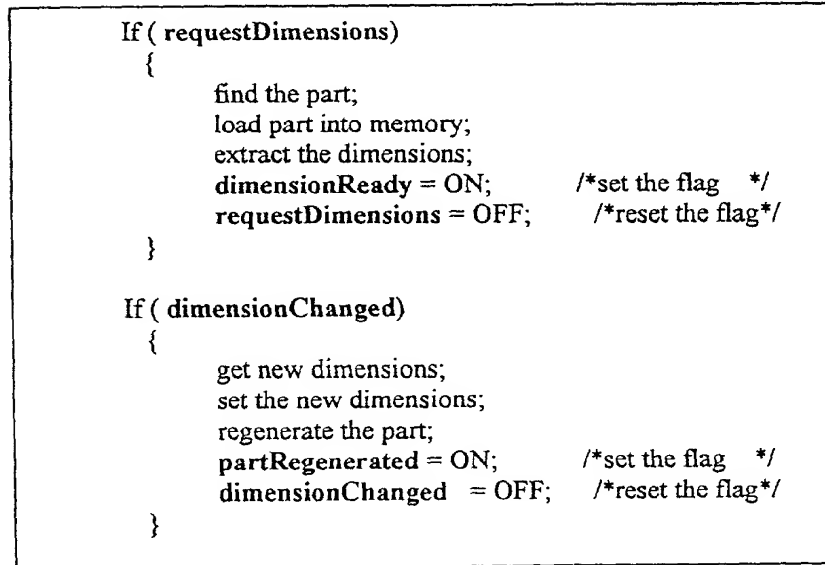 If ( requestDimensions)
{
find the part;
load part into memory;
extract the dimensions;
dimensionReady = ON; /*set the flag */
requestDimensions = OFF; /*reset the flag*/
}
If ( dimensionChanged)
{
get new dimensions;
set the new dimensions;
regenerate the part;
partRegenerated = ON; /*set the flag */
dimensionChanged = OFF; /*reset the flag*/
}